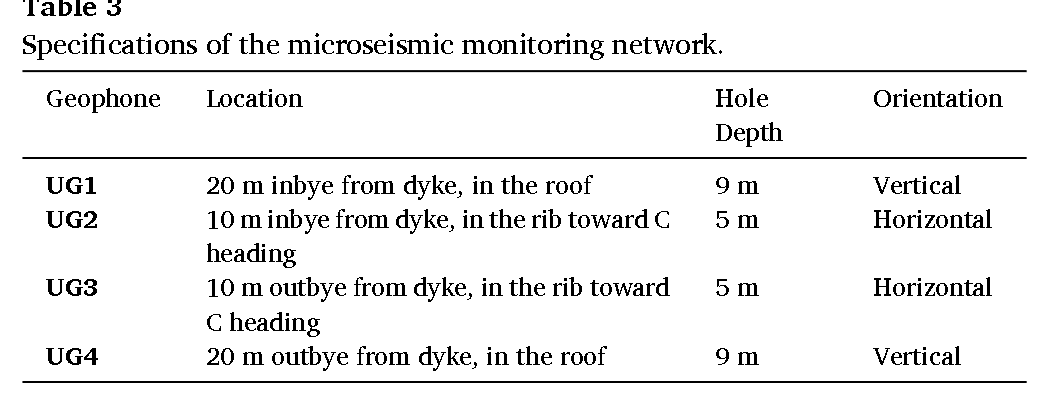 Table 3
Specifications of the microseismic monitoring network.
Geophone Location Hole Depth Orientation
UG1 20 m inbye from dyke, in the roof 9 m Vertical
UG2 10 m inbye from dyke, in the rib toward C 5 m Horizontal
heading
UG3 10 m outbye from dyke, in the rib toward 5 m Horizontal
C heading
UG4 20 m outbye from dyke, in the roof 9 m Vertical